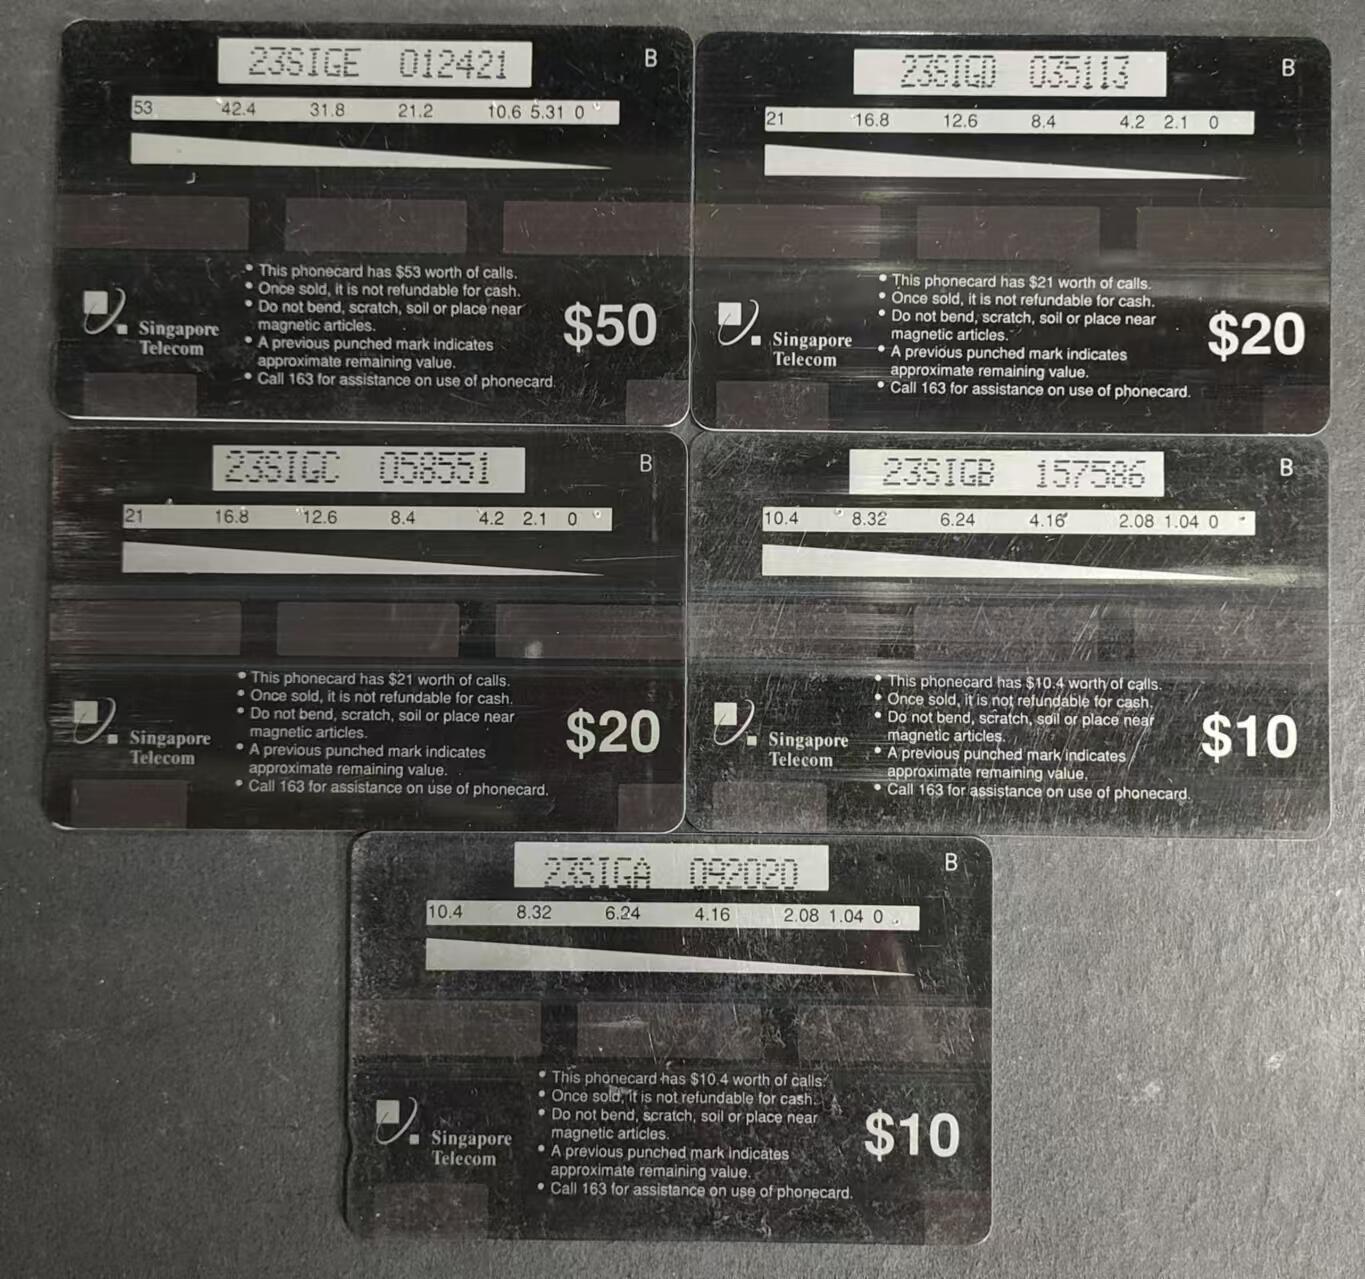 23SIGE 012421
B
53 42.4 31.8 21.2 10.6 5.31 0
• This phonecard has $53 worth of calls.
• Once sold, it is not refundable for cash.
• Do not bend, scratch, soil or place near
magnetic articles.
• A previous punched mark indicates
approximate remaining value.
• Call 163 for assistance on use of phonecard.
Singapore
Telecom
$50
23SIGD 035113
B
21 16.8 12.6 8.4 4.2 2.1 0
• This phonecard has $21 worth of calls.
• Once sold, it is not refundable for cash.
• Do not bend, scratch, soil or place near
magnetic articles.
• A previous punched mark indicates
approximate remaining value.
• Call 163 for assistance on use of phonecard.
Singapore
Telecom
$20
23SIGC 058551
B
21 16.8 12.6 8.4 4.2 2.1 0
• This phonecard has $21 worth of calls.
• Once sold, it is not refundable for cash.
• Do not bend, scratch, soil or place near
magnetic articles.
• A previous punched mark indicates
approximate remaining value.
• Call 163 for assistance on use of phonecard.
Singapore
Telecom
$20
23SIGB 157586
B
10.4 8.32 6.24 4.16 2.08 1.04 0
• This phonecard has $10.4 worth of calls.
• Once sold, it is not refundable for cash.
• Do not bend, scratch, soil or place near
magnetic articles.
• A previous punched mark indicates
approximate remaining value.
• Call 163 for assistance on use of phonecard.
Singapore
Telecom
$10
23SIGA 092020
B
10.4 8.32 6.24 4.16 2.08 1.04 0
• This phonecard has $10.4 worth of calls.
• Once sold, it is not refundable for cash.
• Do not bend, scratch, soil or place near
magnetic articles.
• A previous punched mark indicates
approximate remaining value.
• Call 163 for assistance on use of phonecard.
Singapore
Telecom
$10